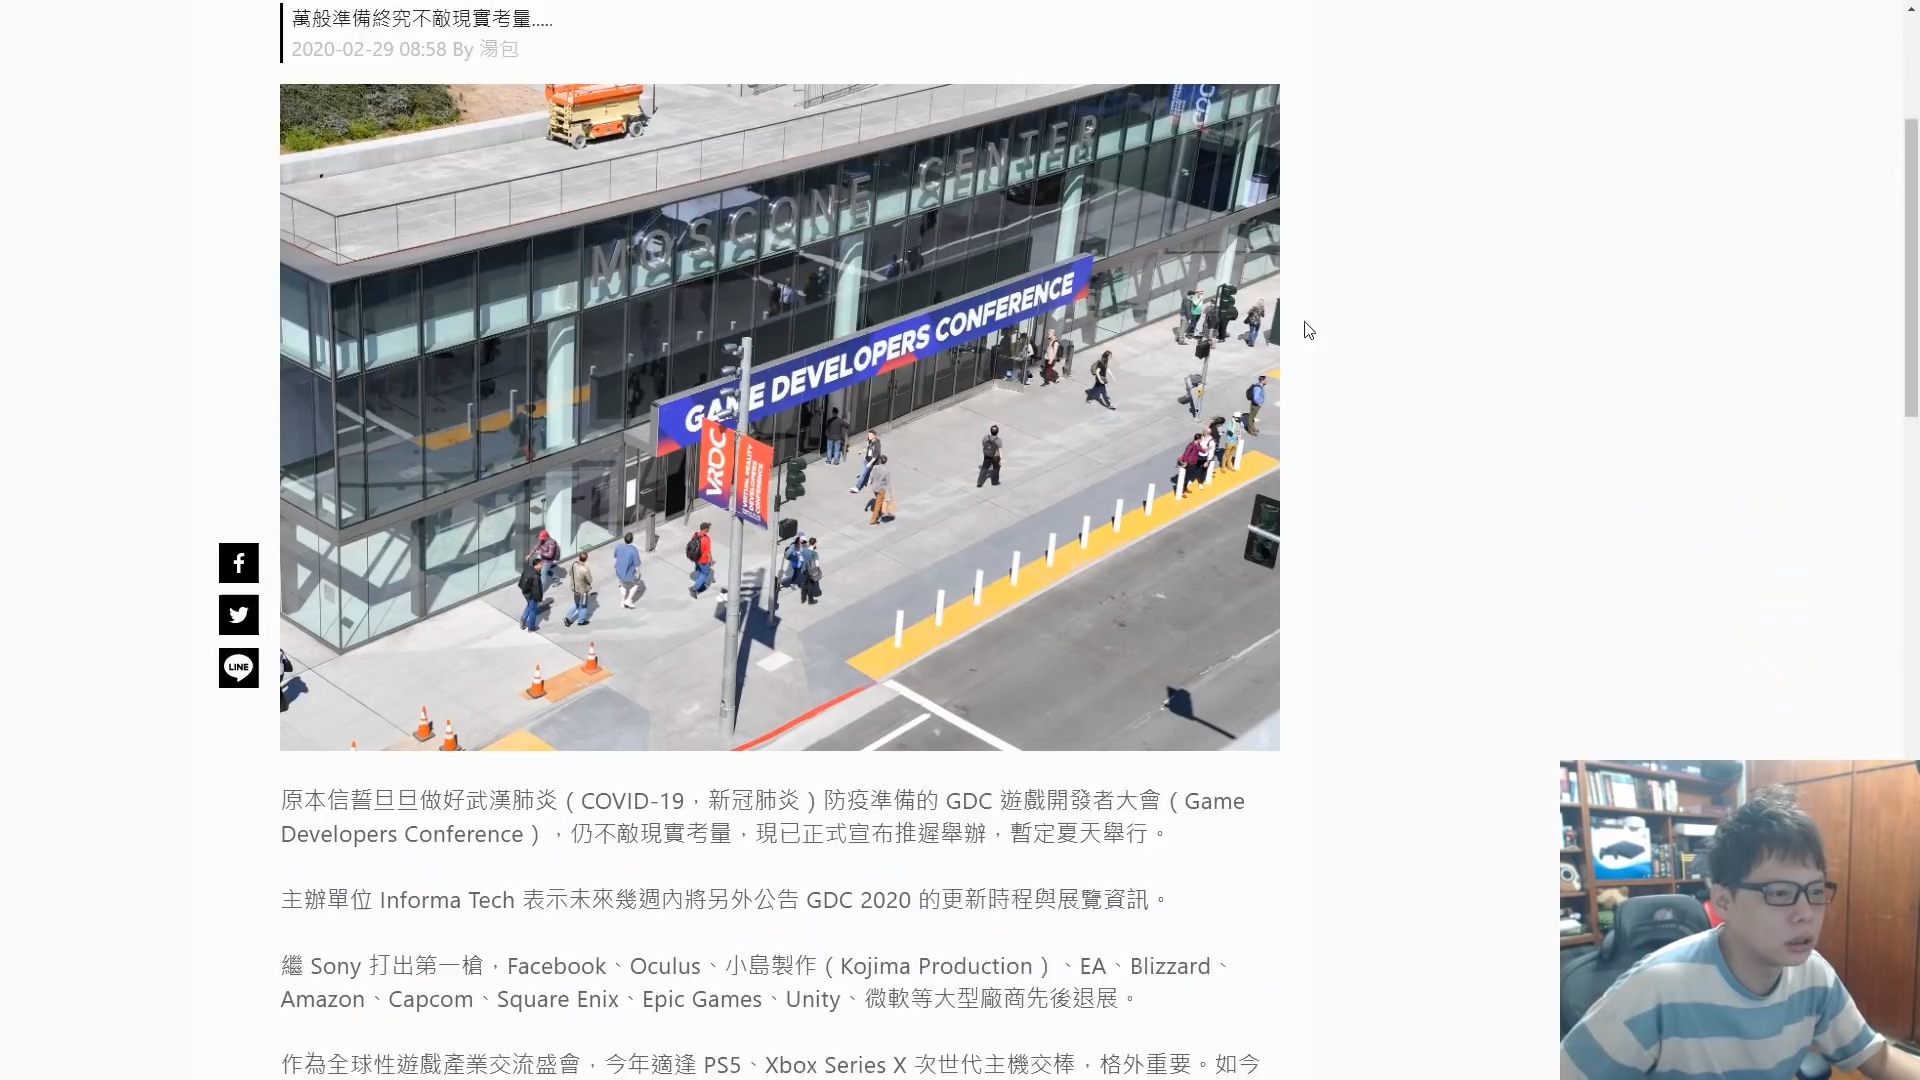 萬般準備終究不敵現實考量.....
2020-02-29 08:58 By 湯包
GDC
MOSCONE CENTER
GAME DEVELOPERS CONFERENCE
VRDC
VIRTUAL REALITY
DEVELOPERS
CONFERENCE
LINE
原本信誓旦旦做好武漢肺炎（COVID-19，新冠肺炎）防疫準備的 GDC 遊戲開發者大會（Game
Developers Conference），仍不敵現實考量，現已正式宣布推遲舉辦，暫定夏天舉行。
主辦單位 Informa Tech 表示未來幾週內將另外公告 GDC 2020 的更新時程與展覽資訊。
繼 Sony 打出第一槍，Facebook、Oculus、小島製作（Kojima Production）、EA、Blizzard、
Amazon、Capcom、Square Enix、Epic Games、Unity、微軟等大型廠商先後退展。
作為全球性遊戲產業交流盛會，今年適逢 PS5、Xbox Series X 次世代主機交棒，格外重要。如今